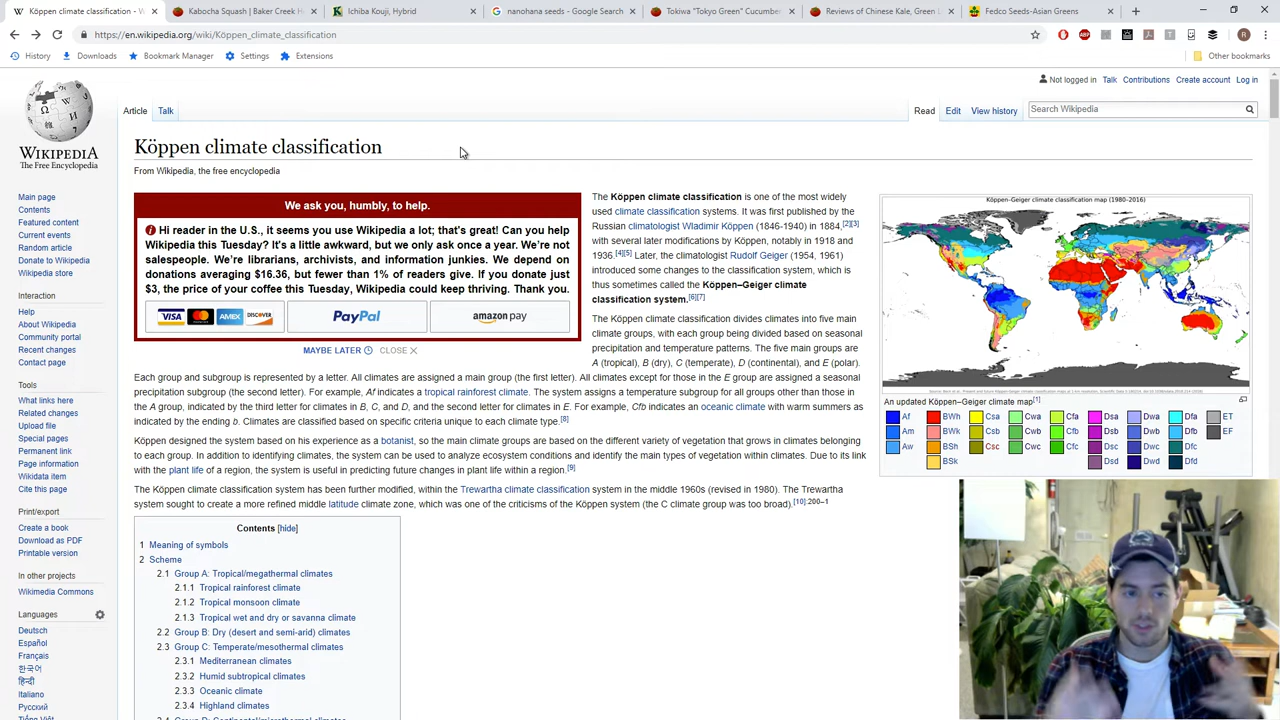 Köppen climate classification - W
Kabocha Squash | Baker Creek H
Ichiba Kouji, Hybrid
nanohana seeds - Google Search
Tokiwa "Tokyo Green" Cucumber
Reviews of Chinese Kale, Green L
Fedco Seeds-Asian Greens
https://en.wikipedia.org/wiki/Köppen_climate_classification
History Downloads Bookmark Manager Settings Extensions Other bookmarks
Not logged in Talk Contributions Create account Log in
Article Talk Read Edit View history Search Wikipedia
WIKIPEDIA
The Free Encyclopedia
Main page
Contents
Featured content
Current events
Random article
Donate to Wikipedia
Wikipedia store
Interaction
Help
About Wikipedia
Community portal
Recent changes
Contact page
Tools
What links here
Related changes
Upload file
Special pages
Permanent link
Page information
Wikidata item
Cite this page
Print/export
Create a book
Download as PDF
Printable version
In other projects
Wikimedia Commons
Languages
Deutsch
Español
Français
한국어
हिन्दी
Italiano
Köppen climate classification
From Wikipedia, the free encyclopedia
We ask you, humbly, to help.
Hi reader in the U.S., it seems you use Wikipedia a lot; that's great! Can you help
Wikipedia this Tuesday? It's a little awkward, but we only ask once a year. We're not
salespeople. We're librarians, archivists, and information junkies. We depend on
donations averaging $16.36, but fewer than 1% of readers give. If you donate just
$3, the price of your coffee this Tuesday, Wikipedia could keep thriving. Thank you.
VISA AMEX DISCOVER PayPal amazon pay
MAYBE LATER CLOSE
The Köppen climate classification is one of the most widely
used climate classification systems. It was first published by the
Russian climatologist Wladimir Köppen (1846-1940) in 1884,[2][3]
with several later modifications by Köppen, notably in 1918 and
1936.[4][5] Later, the climatologist Rudolf Geiger (1954, 1961)
introduced some changes to the classification system, which is
thus sometimes called the Köppen–Geiger climate
classification system.[6][7]
The Köppen climate classification divides climates into five main
climate groups, with each group being divided based on seasonal
precipitation and temperature patterns. The five main groups are
A (tropical), B (dry), C (temperate), D (continental), and E (polar).
Each group and subgroup is represented by a letter. All climates are assigned a main group (the first letter). All climates except for those in the E group are assigned a seasonal
precipitation subgroup (the second letter). For example, Af indicates a tropical rainforest climate. The system assigns a temperature subgroup for all groups other than those in
the A group, indicated by the third letter for climates in B, C, and D, and the second letter for climates in E. For example, Cfb indicates an oceanic climate with warm summers as
indicated by the ending b. Climates are classified based on specific criteria unique to each climate type.[8]
Köppen designed the system based on his experience as a botanist, so the main climate groups are based on the different variety of vegetation that grows in climates belonging
to each group. In addition to identifying climates, the system can be used to analyze ecosystem conditions and identify the main types of vegetation within climates. Due to its link
with the plant life of a region, the system is useful in predicting future changes in plant life within a region.[9]
The Köppen climate classification system has been further modified, within the Trewartha climate classification system in the middle 1960s (revised in 1980). The Trewartha
system sought to create a more refined middle latitude climate zone, which was one of the criticisms of the Köppen system (the C climate group was too broad).[10]:200–1
Contents [hide]
1 Meaning of symbols
2 Scheme
2.1 Group A: Tropical/megathermal climates
2.1.1 Tropical rainforest climate
2.1.2 Tropical monsoon climate
2.1.3 Tropical wet and dry or savanna climate
2.2 Group B: Dry (desert and semi-arid) climates
2.3 Group C: Temperate/mesothermal climates
2.3.1 Mediterranean climates
2.3.2 Humid subtropical climates
2.3.3 Oceanic climate
2.3.4 Highland climates
Köppen-Geiger climate classification map (1980-2016)
An updated Köppen–Geiger climate map[1]
Af BWh Csa Cwa Cfa Dsa Dwa Dfa ET
Am BWk Csb Cwb Cfb Dsb Dwb Dfb EF
Aw BSh Csc Cwc Cfc Dsc Dwc Dfc
BSk Dsd Dwd Dfd